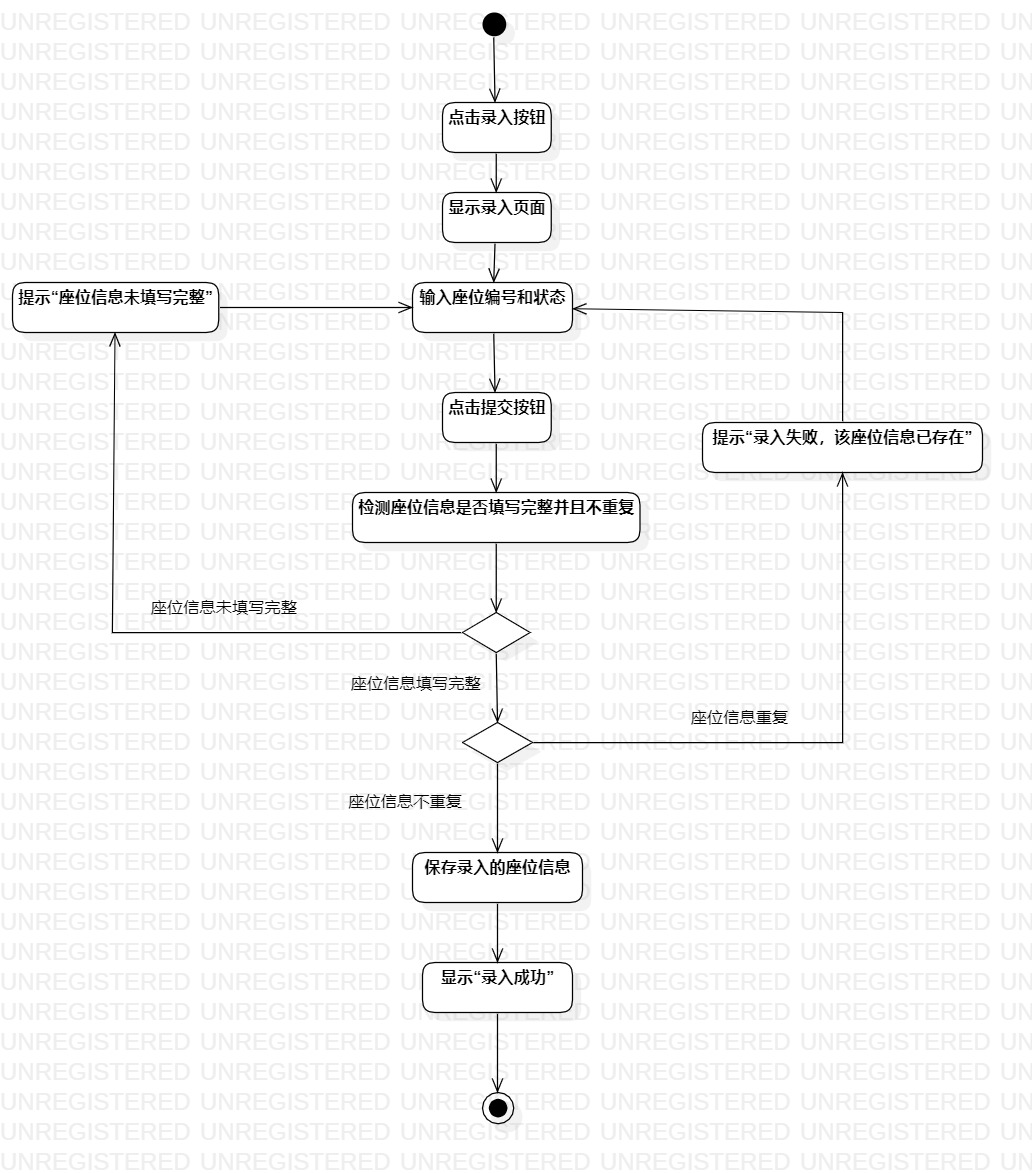 点击录入按钮
显示录入页面
提示“座位信息未填写完整”
输入座位编号和状态
点击提交按钮
提示“录入失败，该座位信息已存在”
检测座位信息是否填写完整并且不重复
座位信息未填写完整
座位信息填写完整
座位信息重复
座位信息不重复
保存录入的座位信息
显示“录入成功”
UNREGISTERED